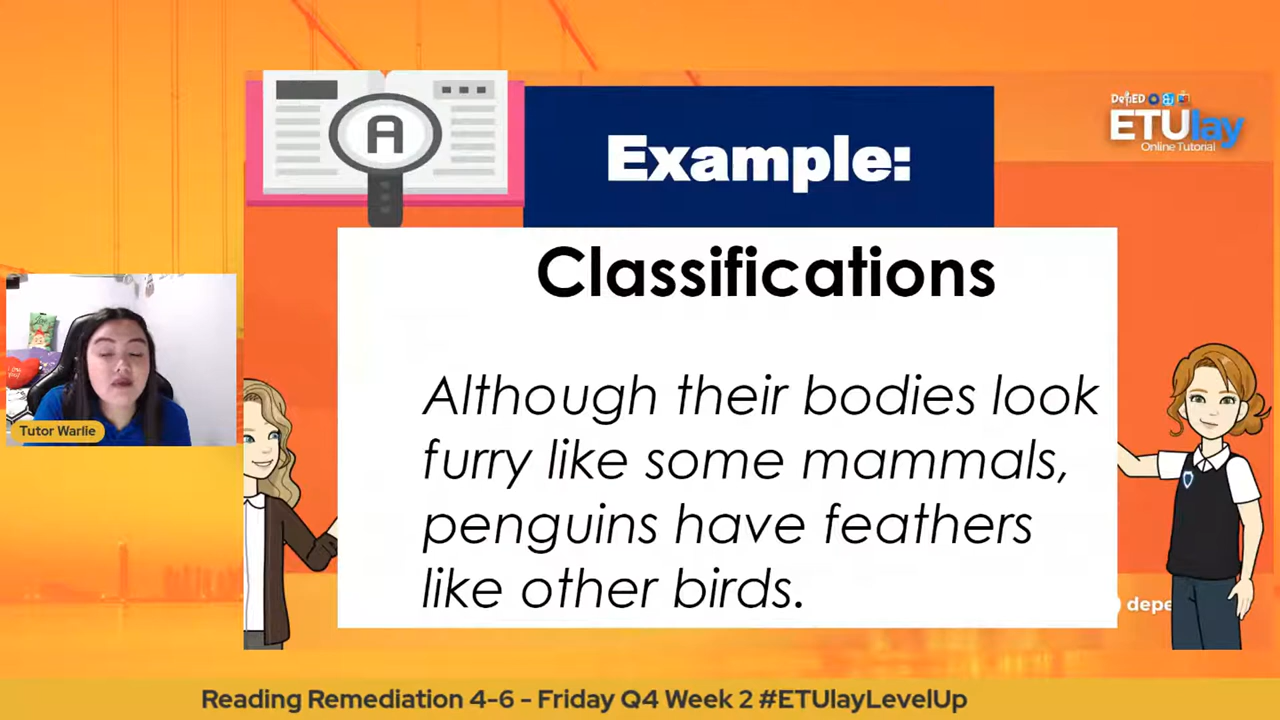 A
Example:
DepED
ETUlay
Online Tutorial
Classifications
Although their bodies look
furry like some mammals,
penguins have feathers
like other birds.
Tutor Warlie
depe
Reading Remediation 4-6 - Friday Q4 Week 2 #ETUlayLevelUp